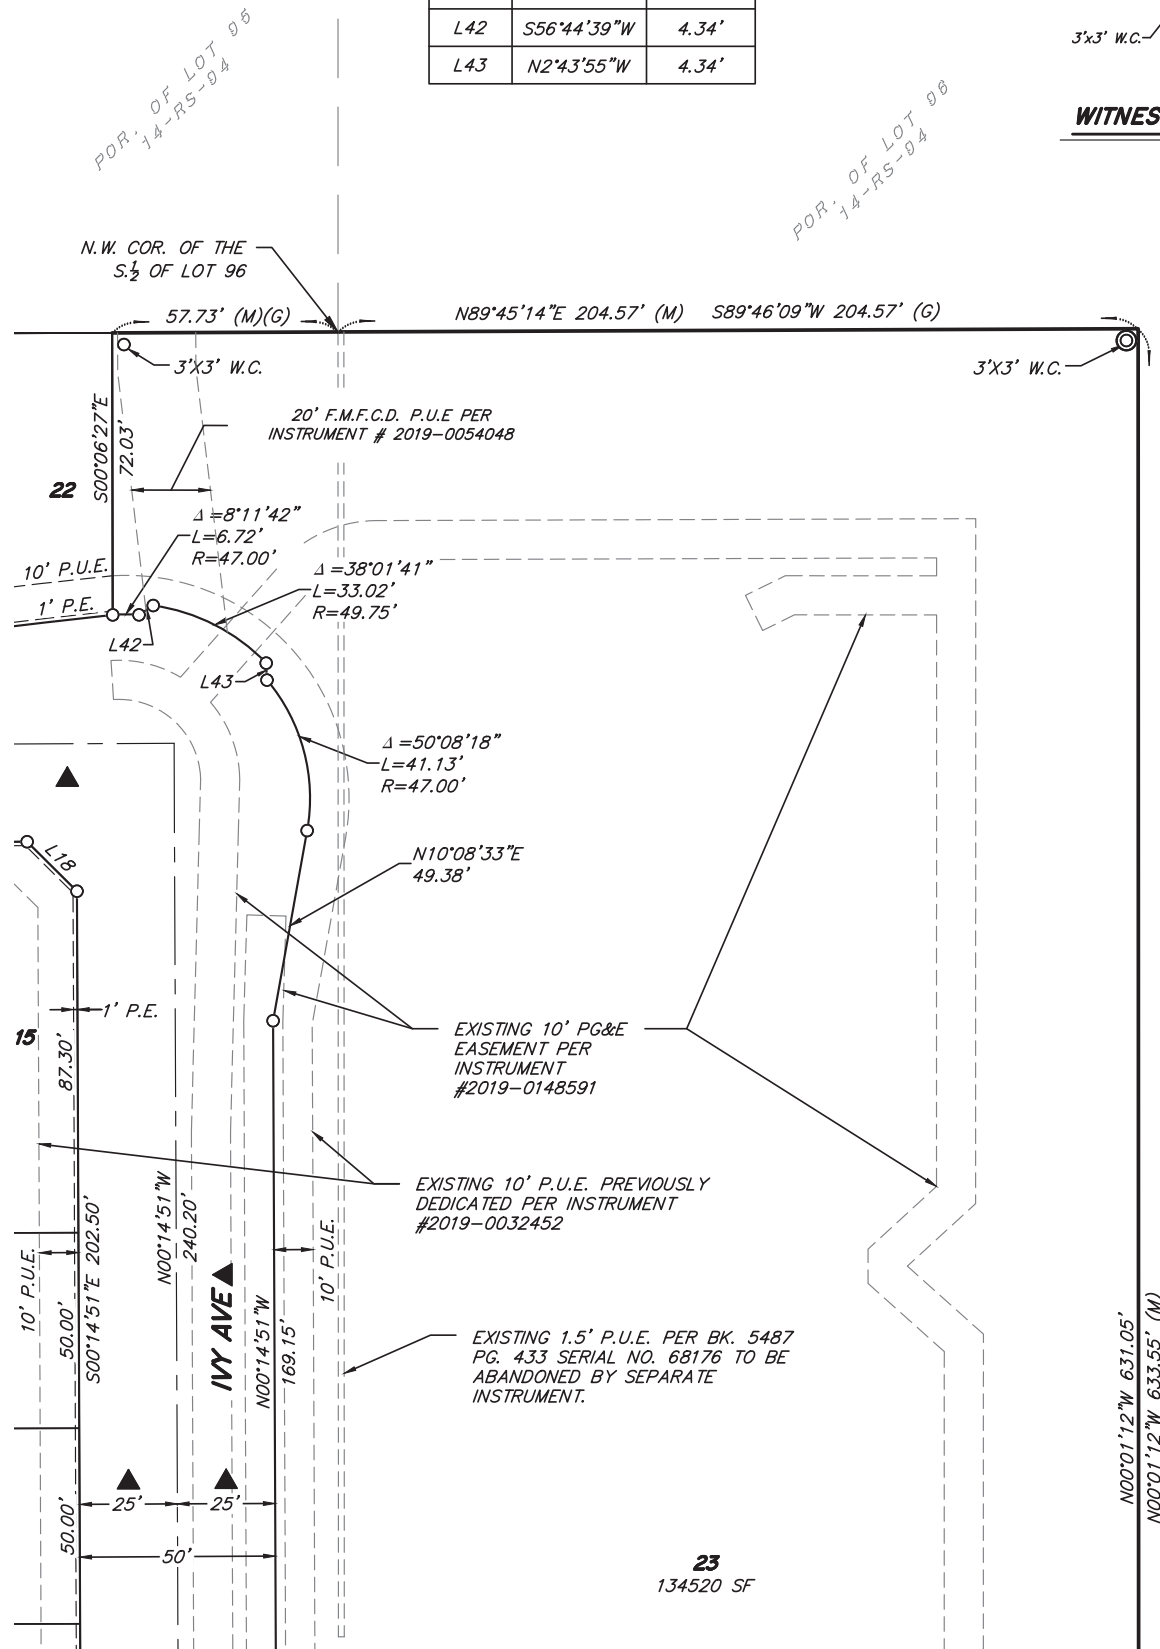 L42 S56°44'39"W 4.34'
L43 N2°43'55"W 4.34'
3'x3' W.C.
WITNES
POR. OF LOT 95
14-RS-94
POR. OF LOT 96
14-RS-94
N.W. COR. OF THE
S.½ OF LOT 96
57.73' (M)(G)
N89°45'14"E 204.57' (M) S89°46'09"W 204.57' (G)
3'X3' W.C.
3'X3' W.C.
S00°06'27"E
72.03'
20' F.M.F.C.D. P.U.E PER
INSTRUMENT # 2019-0054048
22
Δ=8°11'42"
L=6.72'
R=47.00'
10' P.U.E.
1' P.E.
Δ=38°01'41"
L=33.02'
R=49.75'
L42
L43
Δ=50°08'18"
L=41.13'
R=47.00'
L18
N10°08'33"E
49.38'
1' P.E.
15
87.30'
EXISTING 10' PG&E
EASEMENT PER
INSTRUMENT
#2019-0148591
EXISTING 10' P.U.E. PREVIOUSLY
DEDICATED PER INSTRUMENT
#2019-0032452
10' P.U.E.
50.00'
S00°14'51"E 202.50'
N00°14'51"W
240.20'
IVY AVE
N00°14'51"W
169.15'
10' P.U.E.
EXISTING 1.5' P.U.E. PER BK. 5487
PG. 433 SERIAL NO. 68176 TO BE
ABANDONED BY SEPARATE
INSTRUMENT.
N00°01'12"W 631.05'
N00°01'12"W 633.55' (M)
50.00'
25' 25'
50'
23
134520 SF